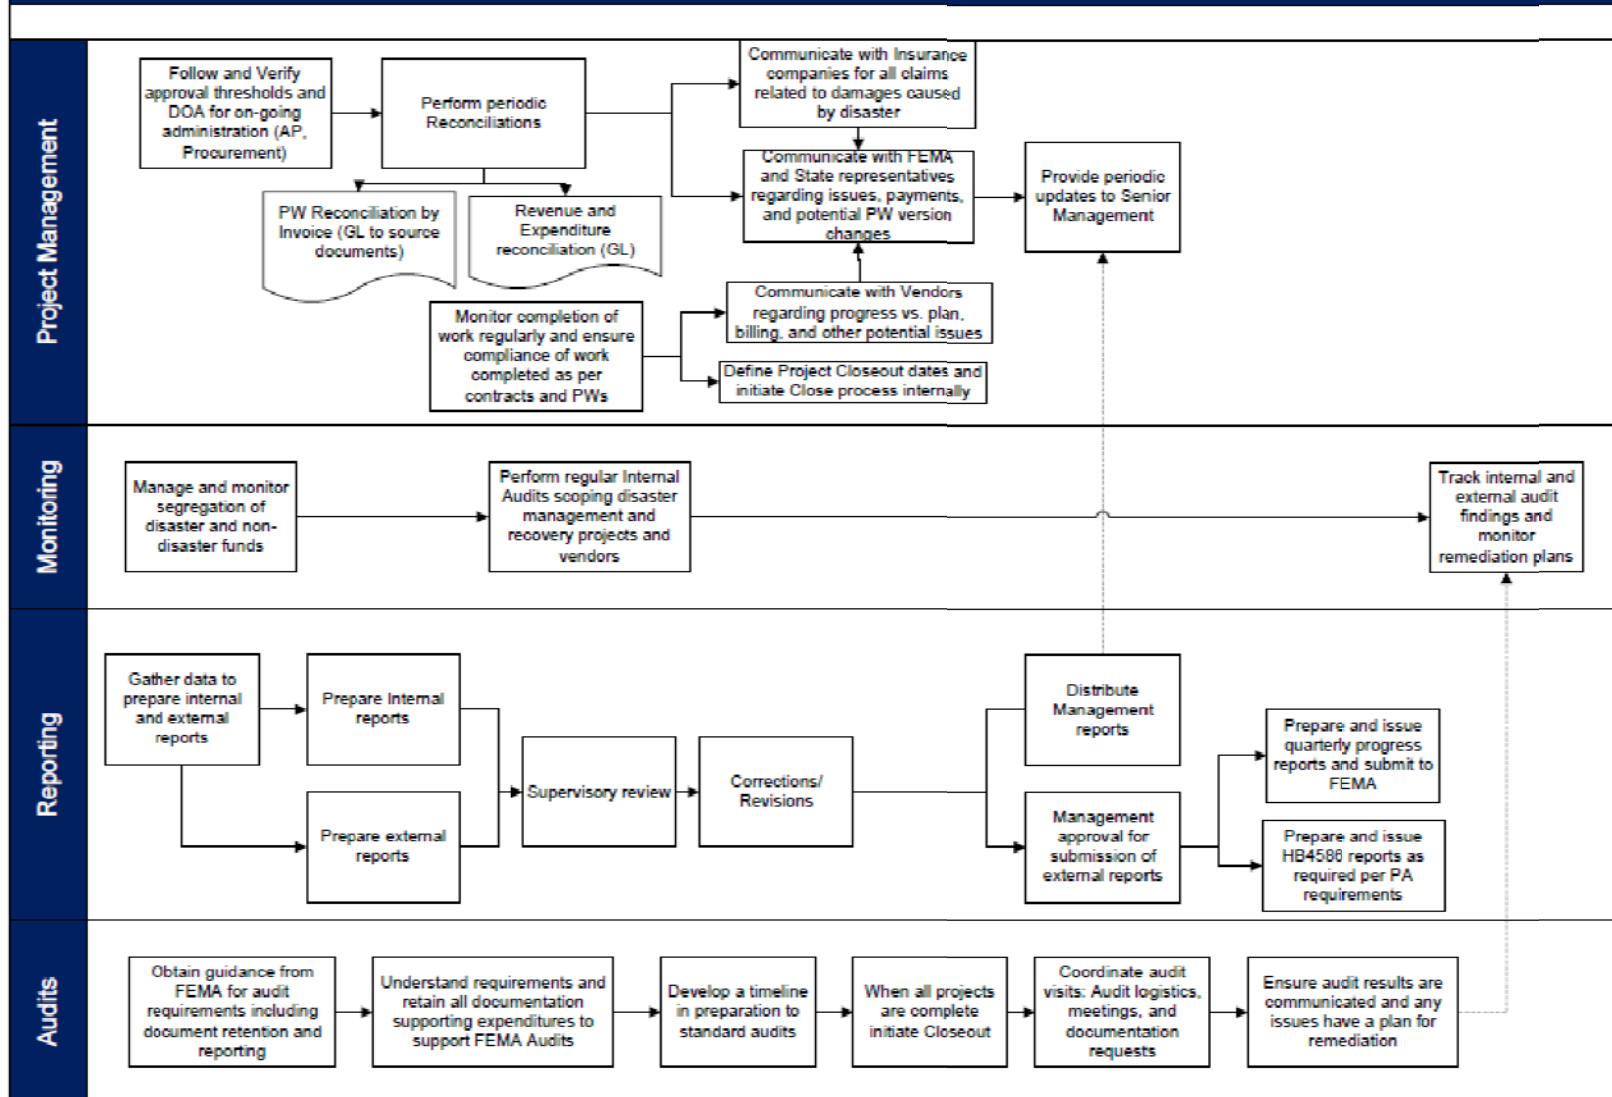 Project Management
Follow and Verify
approval thresholds and
DOA for on-going
administration (AP,
Procurement)
Perform periodic
Reconciliations
PW Reconciliation by
Invoice (GL to source
documents)
Revenue and
Expenditure
reconciliation (GL)
Monitor completion of
work regularly and ensure
compliance of work
completed as per
contracts and PWs
Communicate with Insurance
companies for all claims
related to damages caused
by disaster
Communicate with FEMA
and State representatives
regarding issues, payments,
and potential PW version
changes
Communicate with Vendors
regarding progress vs. plan,
billing, and other potential issues
Define Project Closeout dates and
initiate Close process internally
Provide periodic
updates to Senior
Management
Monitoring
Manage and monitor
segregation of
disaster and non-
disaster funds
Perform regular Internal
Audits scoping disaster
management and
recovery projects and
vendors
Track internal and
external audit
findings and
monitor
remediation plans
Reporting
Gather data to
prepare internal
and external
reports
Prepare Internal
reports
Prepare external
reports
Supervisory review
Corrections/
Revisions
Distribute
Management
reports
Management
approval for
submission of
external reports
Prepare and issue
quarterly progress
reports and submit to
FEMA
Prepare and issue
HB4586 reports as
required per PA
requirements
Audits
Obtain guidance from
FEMA for audit
requirements including
document retention and
reporting
Understand requirements and
retain all documentation
supporting expenditures to
support FEMA Audits
Develop a timeline
in preparation to
standard audits
When all projects
are complete
initiate Closeout
Coordinate audit
visits: Audit logistics,
meetings, and
documentation
requests
Ensure audit results are
communicated and any
issues have a plan for
remediation